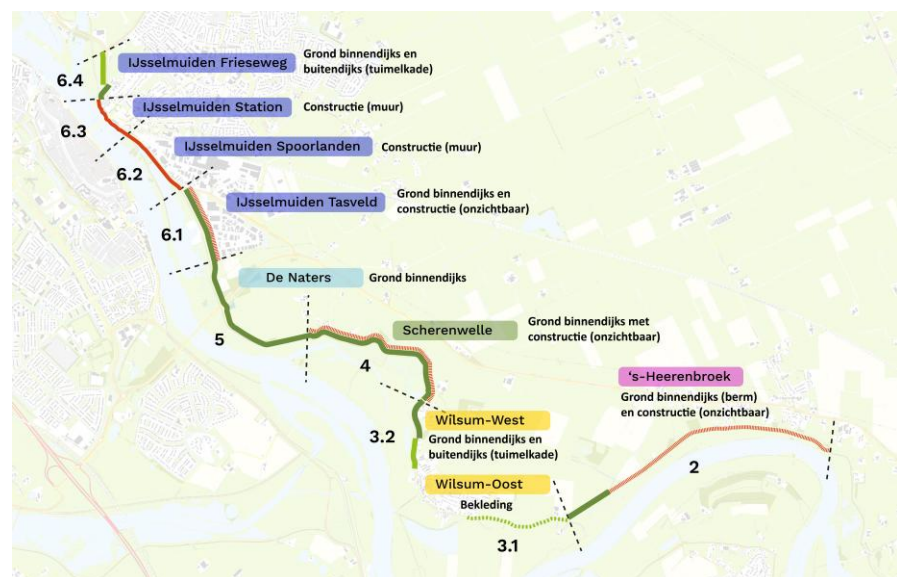 6.4
IJsselmuiden Frieseweg
Grond binnendijks en
buitendijks (tuimelkade)
6.3
IJsselmuiden Station
Constructie (muur)
6.2
IJsselmuiden Spoorlanden
Constructie (muur)
6.1
IJsselmuiden Tasveld
Grond binnendijks en
constructie (onzichtbaar)
De Naters
Grond binnendijks
5
Scherenwelle
Grond binnendijks met
constructie (onzichtbaar)
4
's-Heerenbroek
Grond binnendijks (berm)
en constructie (onzichtbaar)
3.2
Wilsum-West
Grond binnendijks en
buitendijks (tuimelkade)
2
Wilsum-Oost
Bekleding
3.1